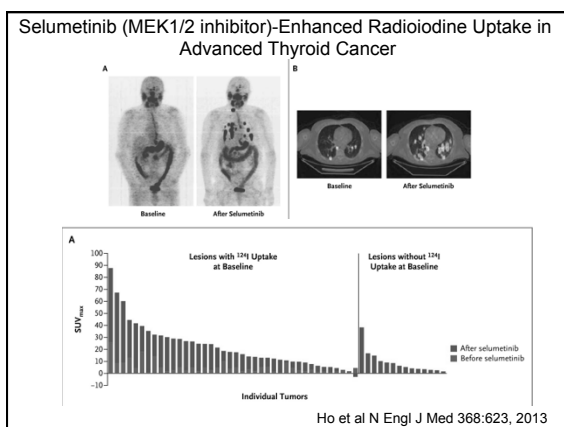 Selumetinib (MEK1/2 inhibitor)-Enhanced Radioiodine Uptake in
Advanced Thyroid Cancer
A
B
Baseline
After Selumetinib
Baseline
After Selumetinib
A
Lesions with ¹²⁴I Uptake
at Baseline
Lesions without ¹²⁴I
Uptake at Baseline
SUVmax
100
90
80
70
60
50
40
30
20
10
0
−10
After selumetinib
Before selumetinib
Individual Tumors
Ho et al N Engl J Med 368:623, 2013